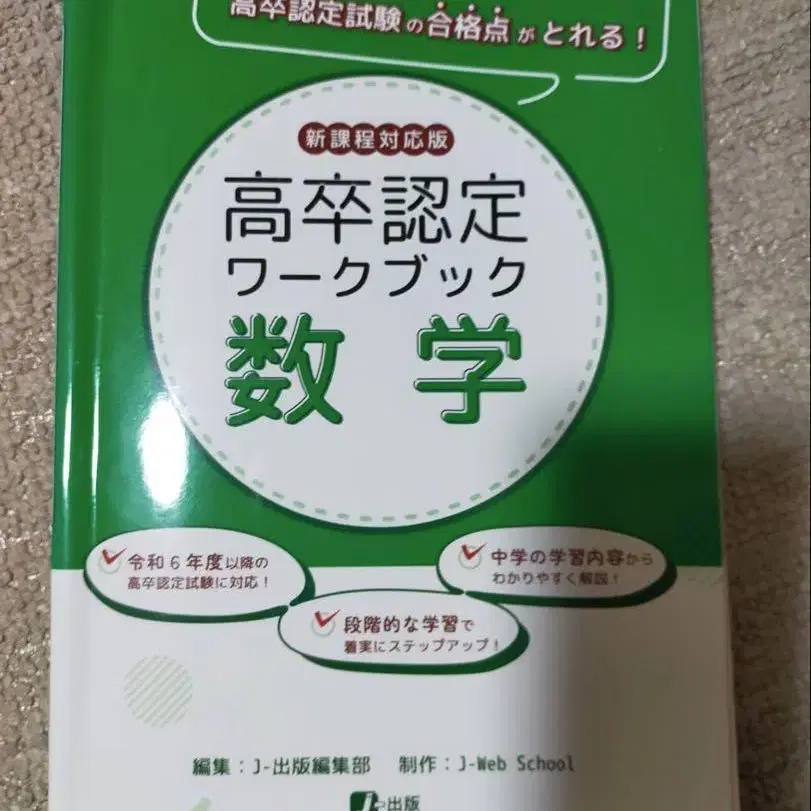 高卒認定試験の合格点がとれる！
新課程対応版
高卒認定
ワークブック
数学
令和6年度以降の
高卒認定試験に対応！
中学の学習内容から
わかりやすく解説！
段階的な学習で
着実にステップアップ！
編集：J-出版編集部　制作：J-Web School
J-出版